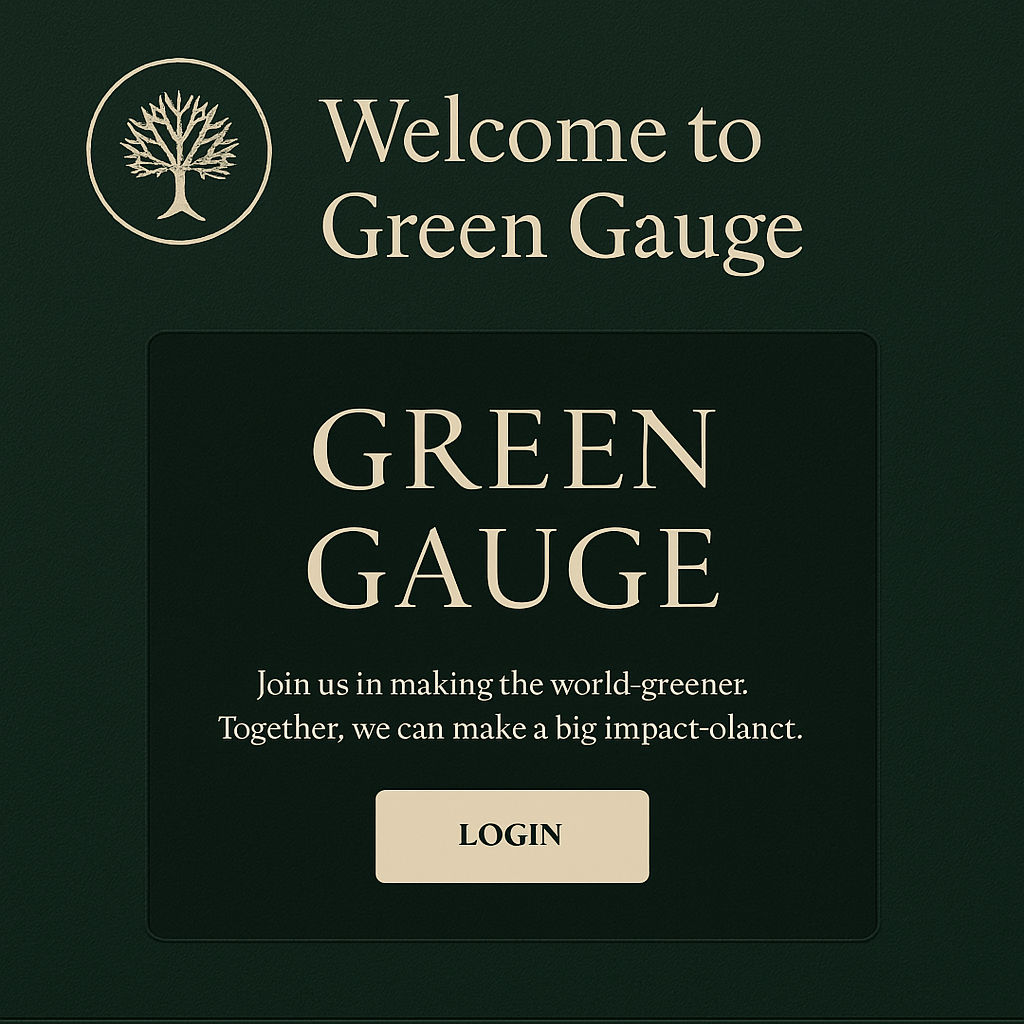 Welcome to
Green Gauge
GREEN
GAUGE
Join us in making the world-greener.
Together, we can make a big impact-olanct.
LOGIN